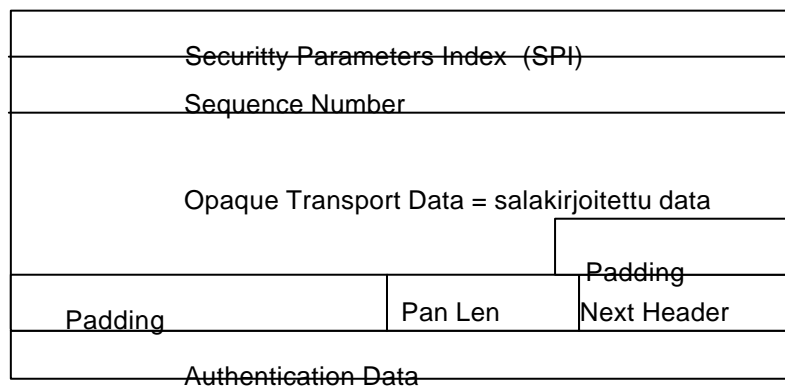 Securitty Parameters Index (SPI)
Sequence Number
Opaque Transport Data = salakirjoitettu data
Padding
Padding
Pan Len
Next Header
Authentication Data